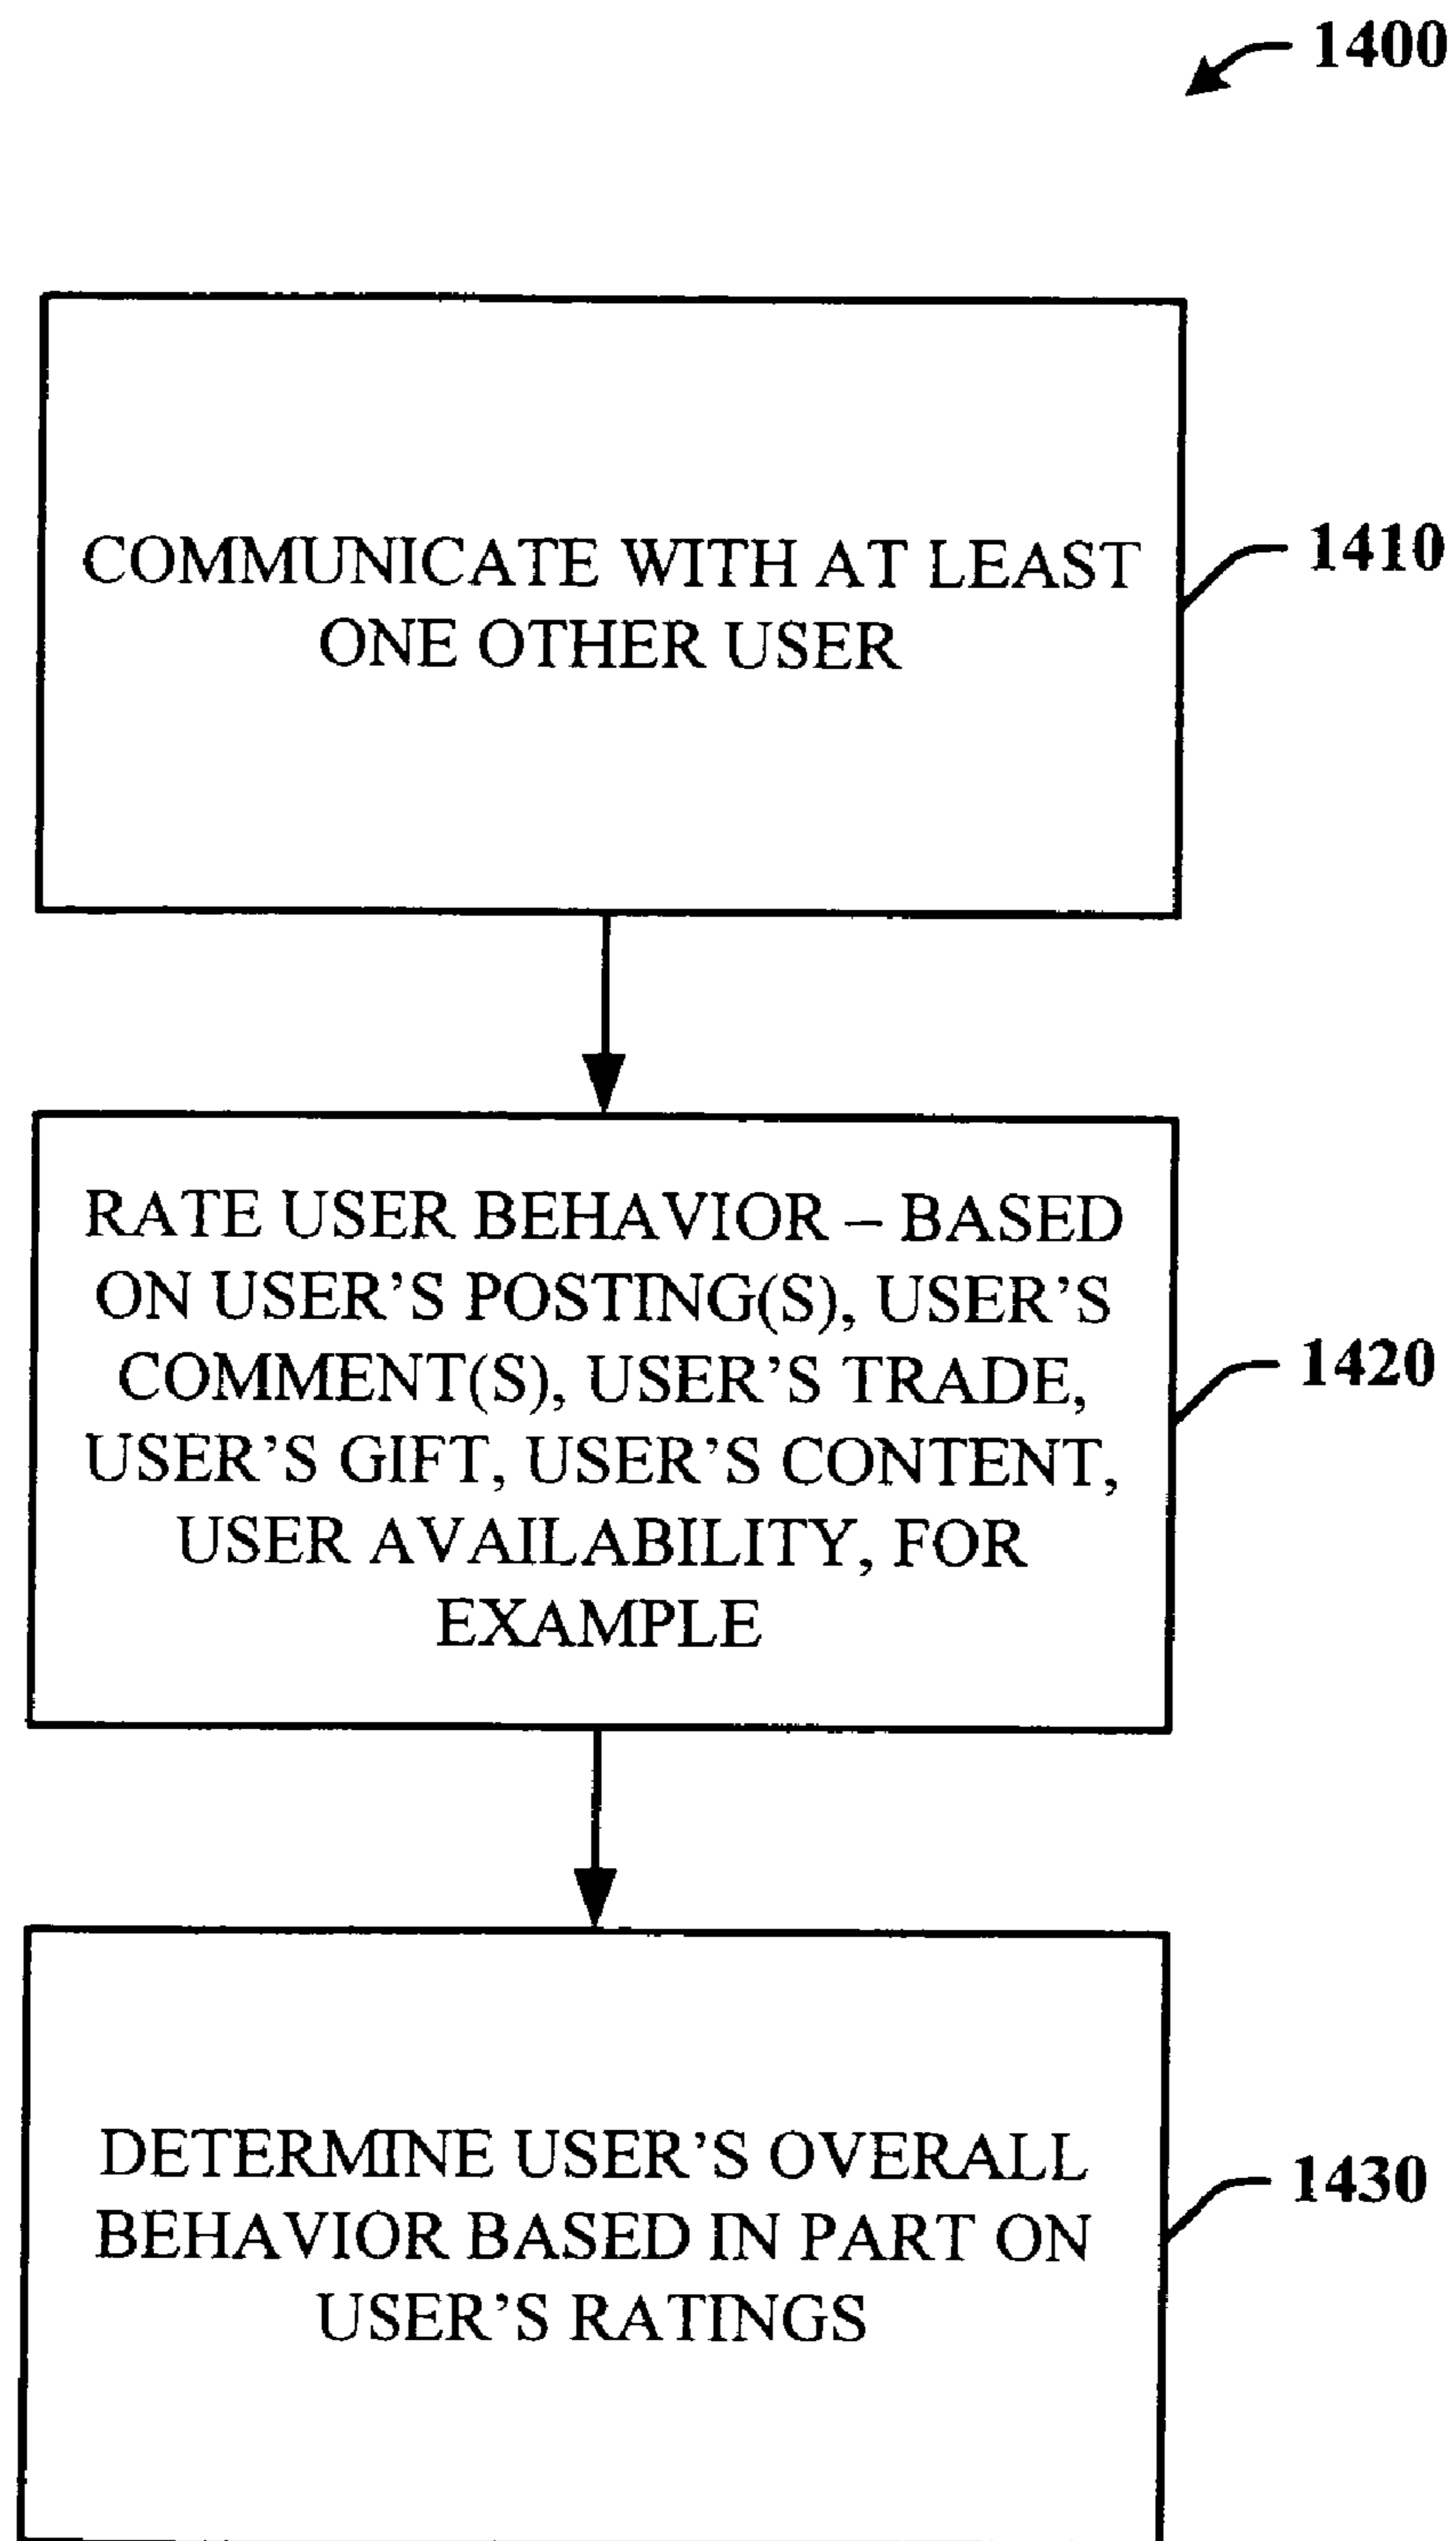 1400
COMMUNICATE WITH AT LEAST
ONE OTHER USER
1410
RATE USER BEHAVIOR – BASED
ON USER’S POSTING(S), USER’S
COMMENT(S), USER’S TRADE,
USER’S GIFT, USER’S CONTENT,
USER AVAILABILITY, FOR
EXAMPLE
1420
DETERMINE USER’S OVERALL
BEHAVIOR BASED IN PART ON
USER’S RATINGS
1430